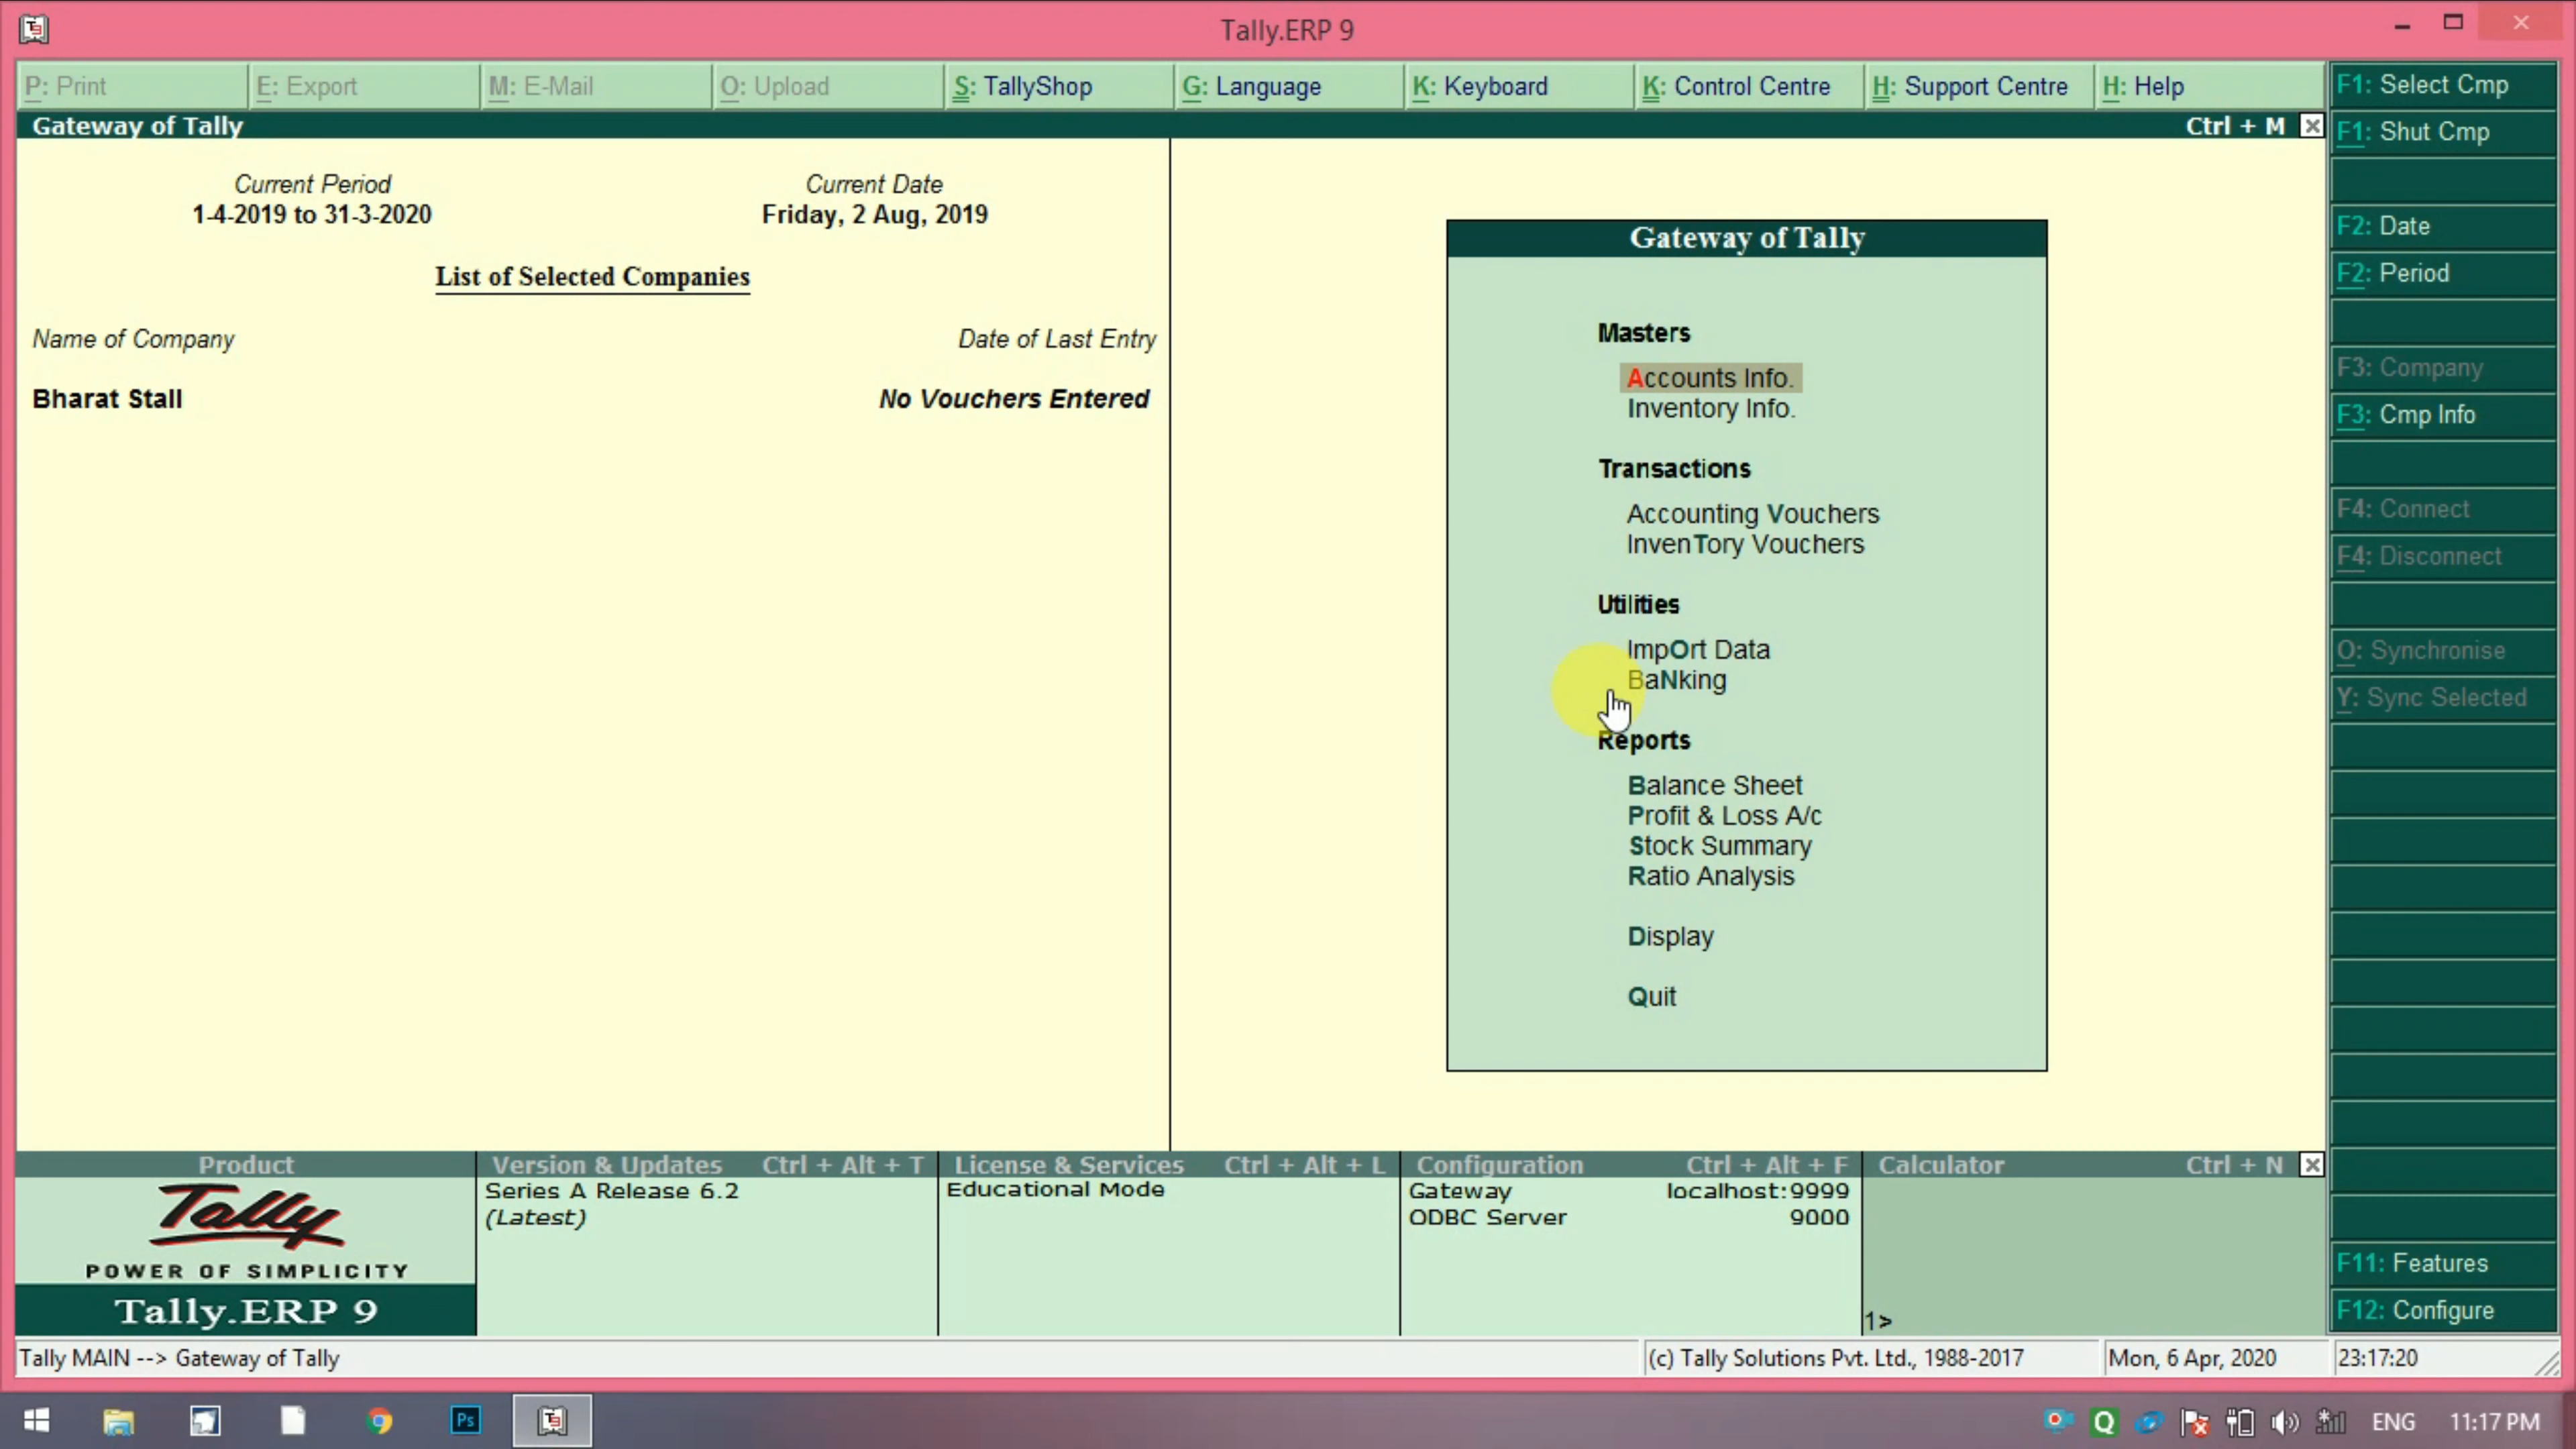 Tally.ERP 9
P: Print
E: Export
M: E-Mail
O: Upload
S: TallyShop
G: Language
K: Keyboard
K: Control Centre
H: Support Centre
H: Help
Gateway of Tally
Ctrl + M
Current Period
1-4-2019 to 31-3-2020
Current Date
Friday, 2 Aug, 2019
List of Selected Companies
Name of Company
Date of Last Entry
Bharat Stall
No Vouchers Entered
Gateway of Tally
Masters
Accounts Info.
Inventory Info.
Transactions
Accounting Vouchers
InvenTory Vouchers
Utilities
ImpOrt Data
BaNking
Reports
Balance Sheet
Profit & Loss A/c
Stock Summary
Ratio Analysis
Display
Quit
F1: Select Cmp
F1: Shut Cmp
F2: Date
F2: Period
F3: Company
F3: Cmp Info
F4: Connect
F4: Disconnect
O: Synchronise
Y: Sync Selected
F11: Features
F12: Configure
Product
Tally
POWER OF SIMPLICITY
Tally.ERP 9
Version & Updates Ctrl + Alt + T
Series A Release 6.2
(Latest)
License & Services Ctrl + Alt + L
Educational Mode
Configuration Ctrl + Alt + F
Gateway localhost:9999
ODBC Server 9000
Calculator Ctrl + N
1>
Tally MAIN --> Gateway of Tally
(c) Tally Solutions Pvt. Ltd., 1988-2017
Mon, 6 Apr, 2020
23:17:20
Ps
Q
ENG
11:17 PM